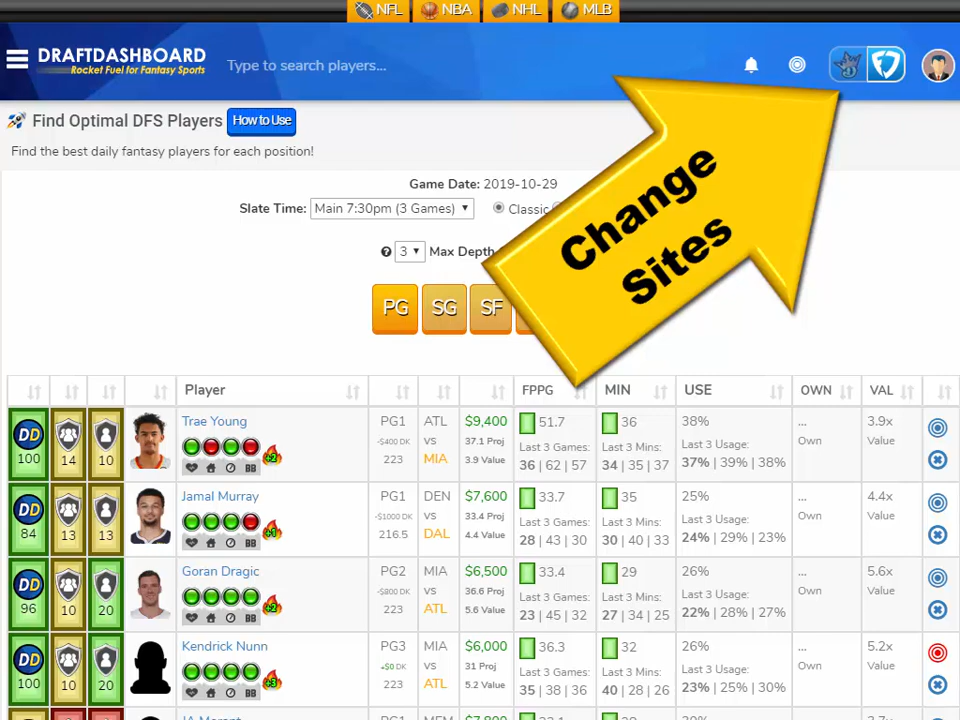 NFL NBA NHL MLB
DRAFTDASHBOARD
Rocket Fuel for Fantasy Sports
Type to search players...
Find Optimal DFS Players How to Use
Find the best daily fantasy players for each position!
Game Date: 2019-10-29
Slate Time: Main 7:30pm (3 Games) Classic
3 Max Depth
Change
Sites
PG SG SF
Player FPPG MIN USE OWN VAL
Trae Young PG1 ATL $9,400 51.7 36 38% ... 3.9x
-$400 DK VS 37.1 Proj Last 3 Games: Last 3 Mins: Last 3 Usage: Own Value
DD 100 14 10 +2 BB 223 MIA 3.9 Value 36 | 62 | 57 34 | 35 | 37 37% | 39% | 38%
Jamal Murray PG1 DEN $7,600 33.7 35 25% ... 4.4x
-$1000 DK VS 33.4 Proj Last 3 Games: Last 3 Mins: Last 3 Usage: Own Value
DD 84 13 13 +1 BB 216.5 DAL 4.4 Value 28 | 43 | 30 30 | 40 | 33 24% | 29% | 23%
Goran Dragic PG2 MIA $6,500 33.4 29 26% ... 5.6x
-$800 DK VS 36.6 Proj Last 3 Games: Last 3 Mins: Last 3 Usage: Own Value
DD 96 10 20 +2 BB 223 ATL 5.6 Value 23 | 45 | 32 27 | 34 | 25 22% | 28% | 27%
Kendrick Nunn PG3 MIA $6,000 36.3 32 26% ... 5.2x
+$0 DK VS 31 Proj Last 3 Games: Last 3 Mins: Last 3 Usage: Own Value
DD 100 10 20 +3 BB 223 ATL 5.2 Value 35 | 38 | 36 40 | 28 | 26 23% | 25% | 30%